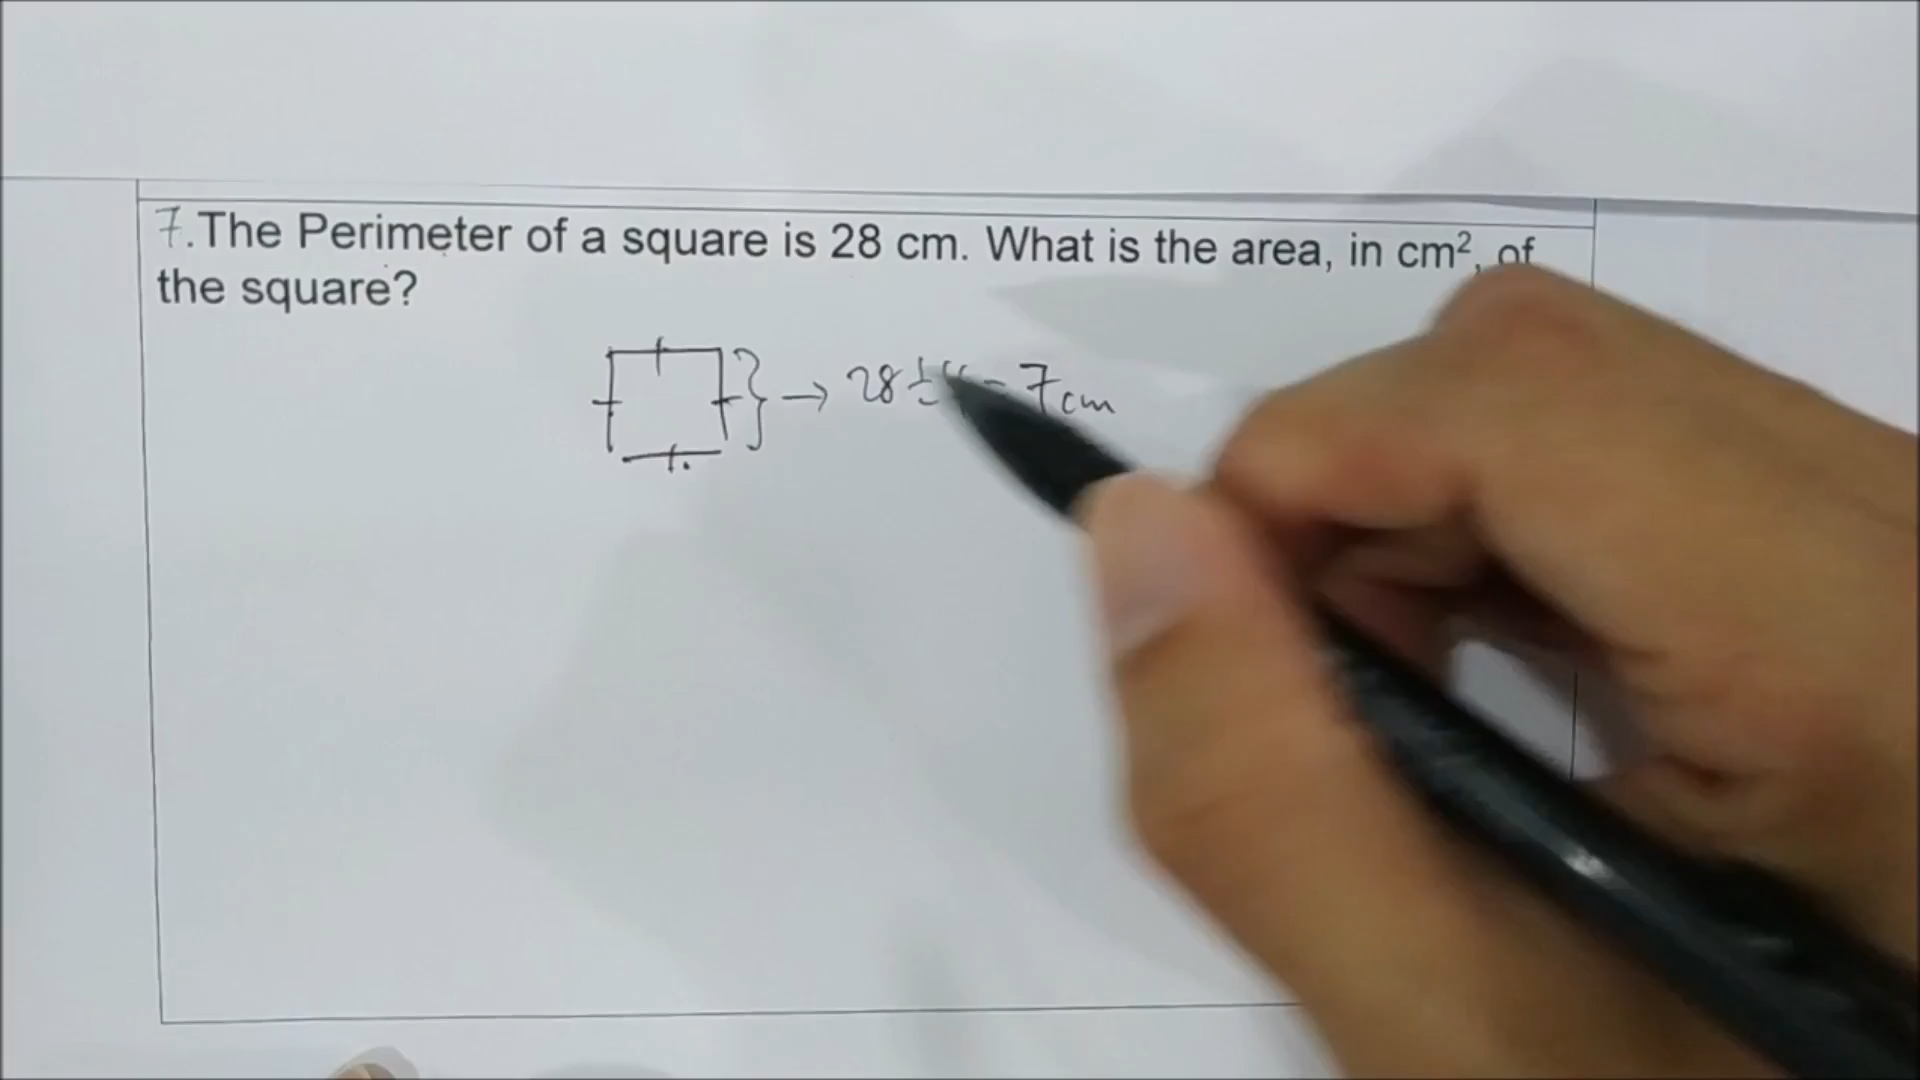 7. The Perimeter of a square is 28 cm. What is the area, in cm², of
the square?
→ 28 ÷ 4 = 7cm